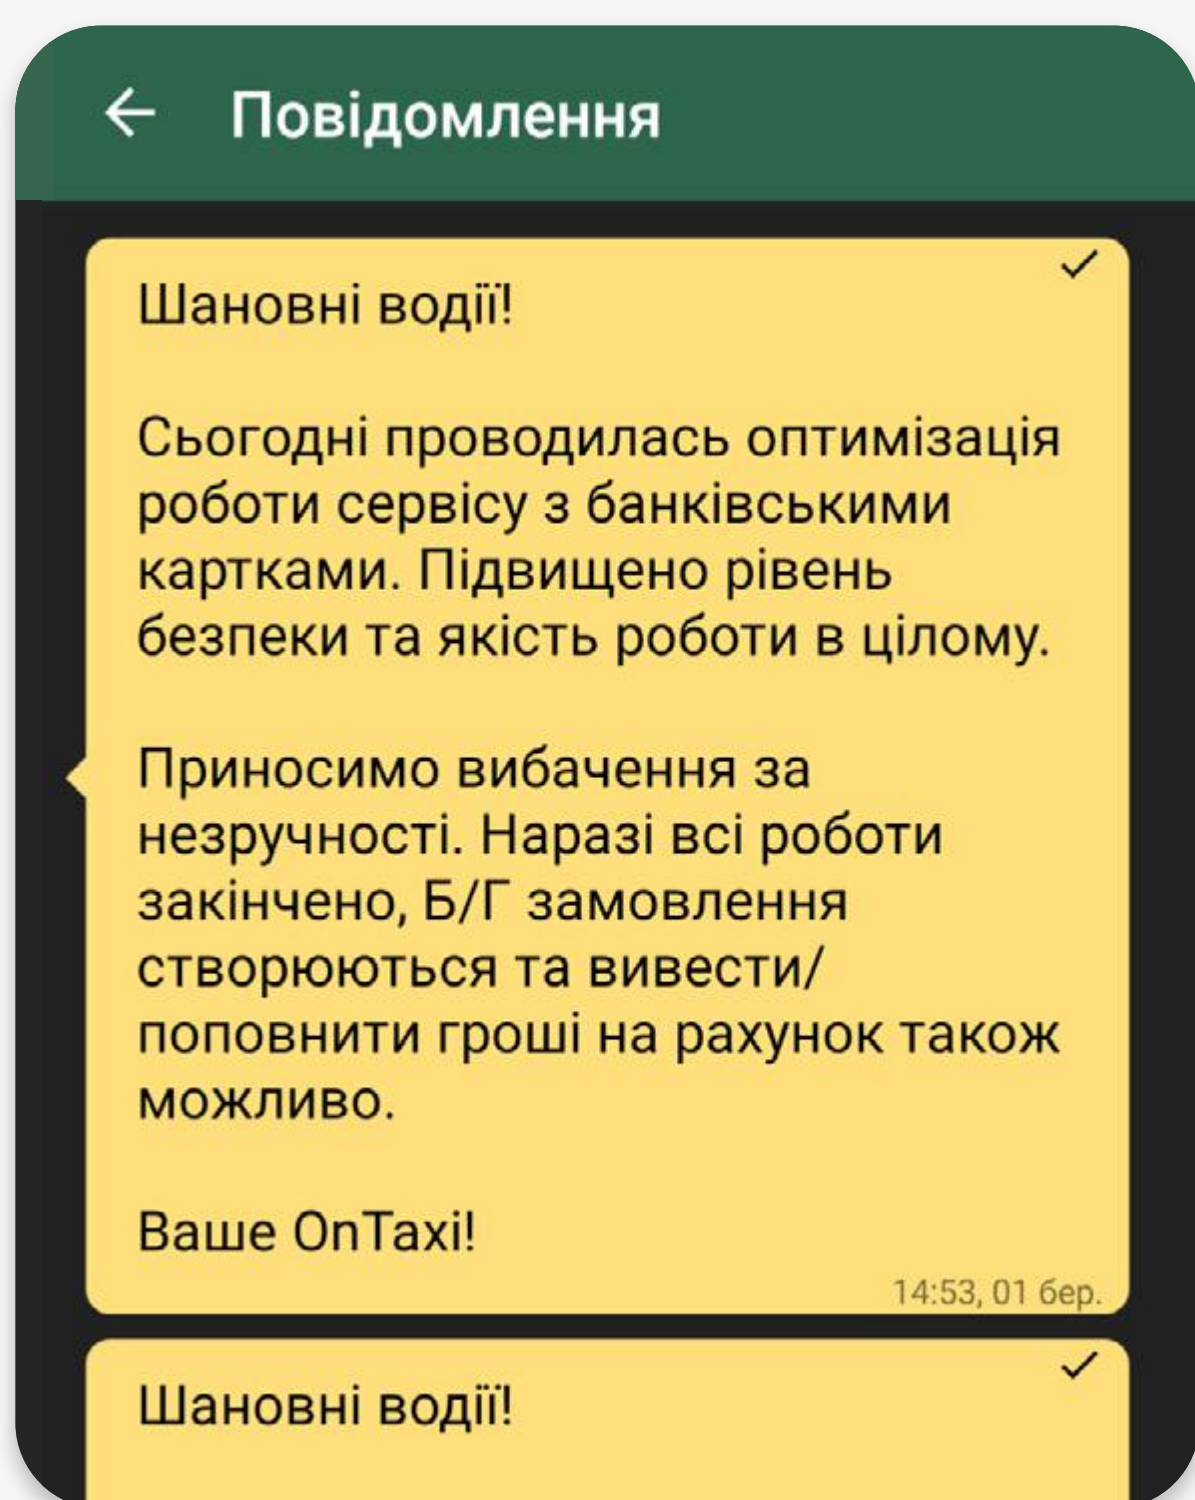 Повідомлення
Шановні водії!
Сьогодні проводилась оптимізація
роботи сервісу з банківськими
картками. Підвищено рівень
безпеки та якість роботи в цілому.
Приносимо вибачення за
незручності. Наразі всі роботи
закінчено, Б/Г замовлення
створюються та вивести/
поповнити гроші на рахунок також
можливо.
Ваше OnTaxi!
14:53, 01 бер.
Шановні водії!